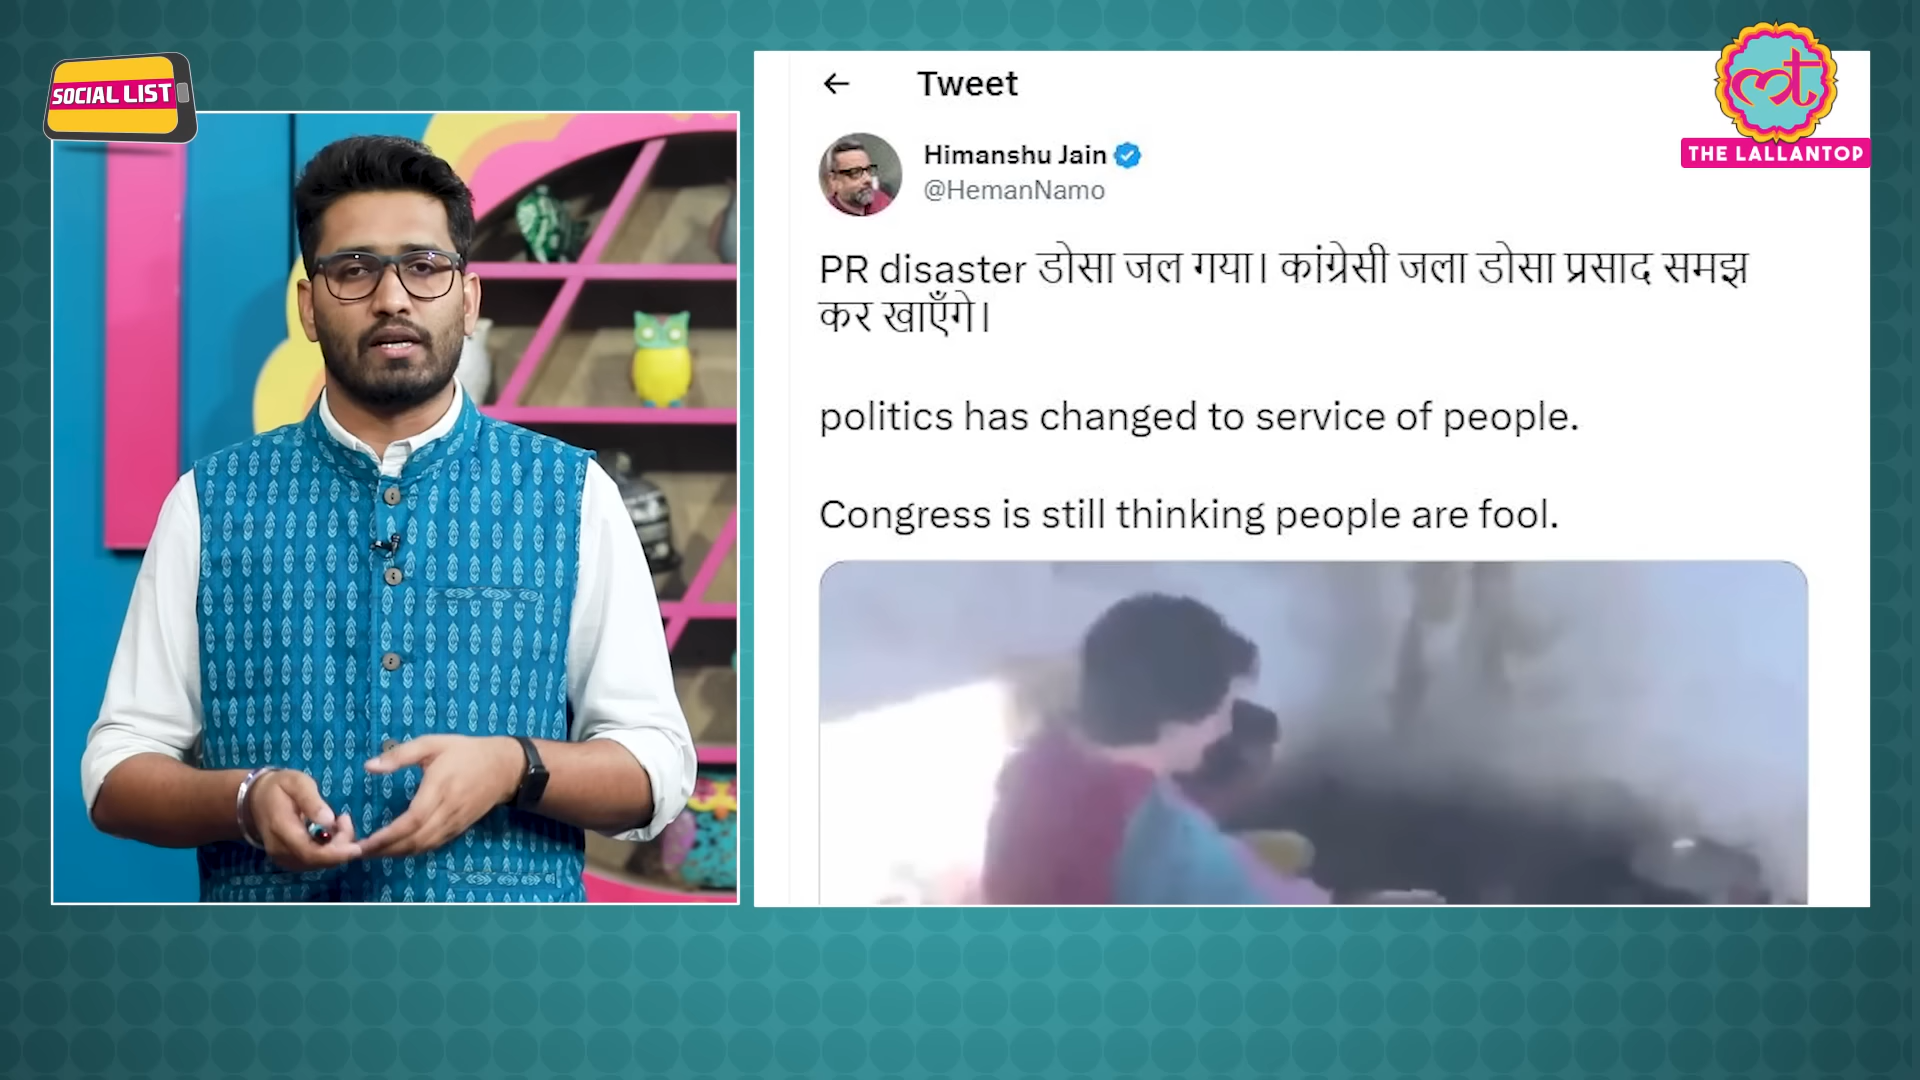 SOCIAL LIST
Tweet
THE LALLANTOP
Himanshu Jain
@HemanNamo
PR disaster डोसा जल गया। कांग्रेसी जला डोसा प्रसाद समझ
कर खाएँगे।
politics has changed to service of people.
Congress is still thinking people are fool.